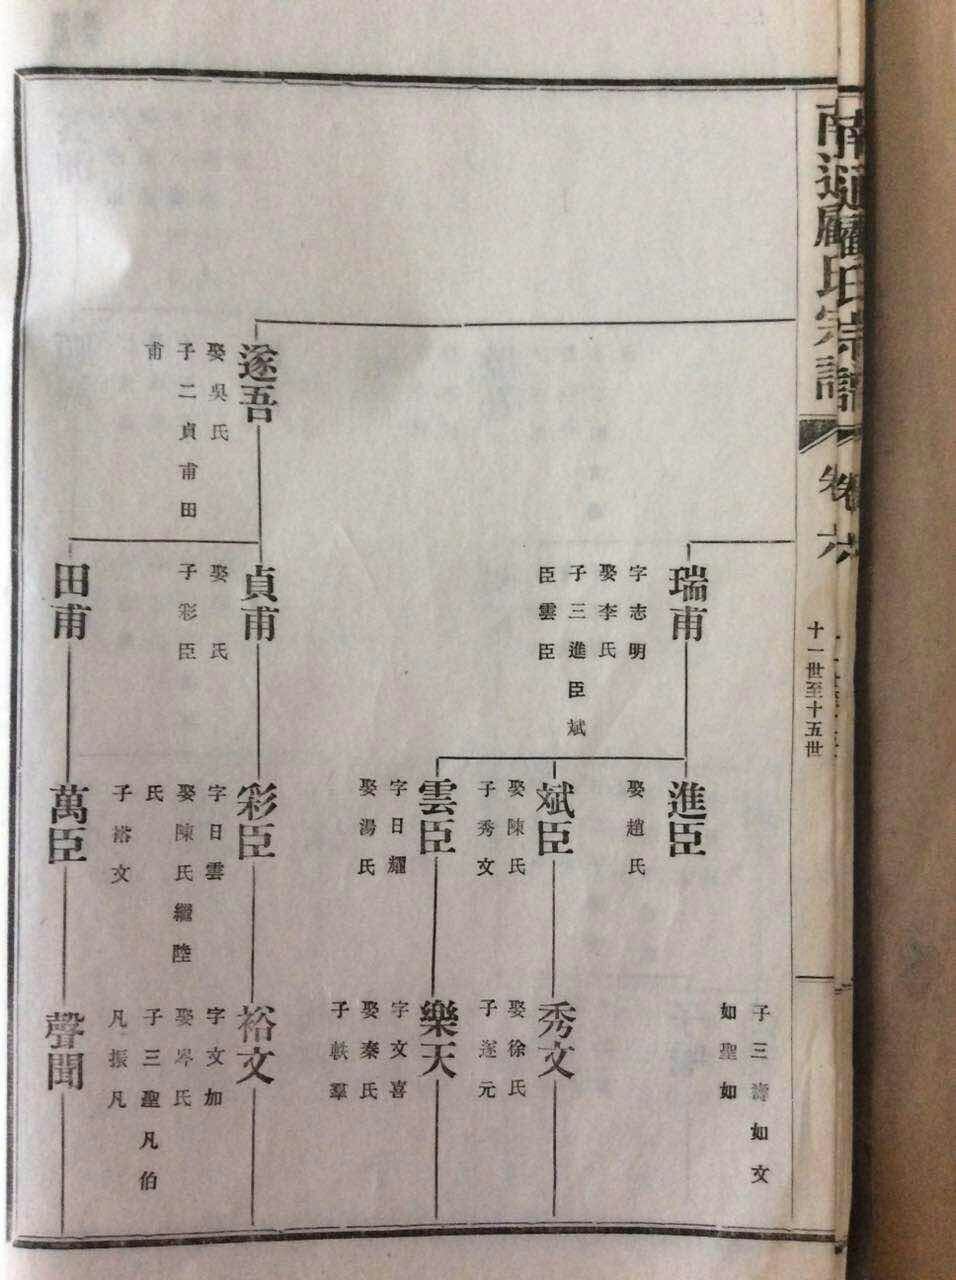 南通顧氏宗譜
卷六
十一世至十五世
遂吾
娶吳氏
子二貞甫田
甫
瑞甫
字志明
娶李氏
子三進臣斌
臣雲臣
貞甫
娶 氏
子彩臣
田甫
進臣
娶趙氏
斌臣
娶陳氏
子秀文
雲臣
字日耀
娶湯氏
彩臣
字日雲
娶陳氏繼陸
氏
子裕文
萬臣
子三濤如文
如聖如
秀文
娶徐氏
子遂元
樂天
字文喜
娶秦氏
子軼羣
裕文
字文加
娶岑氏
子三聖凡伯
凡振凡
聲聞